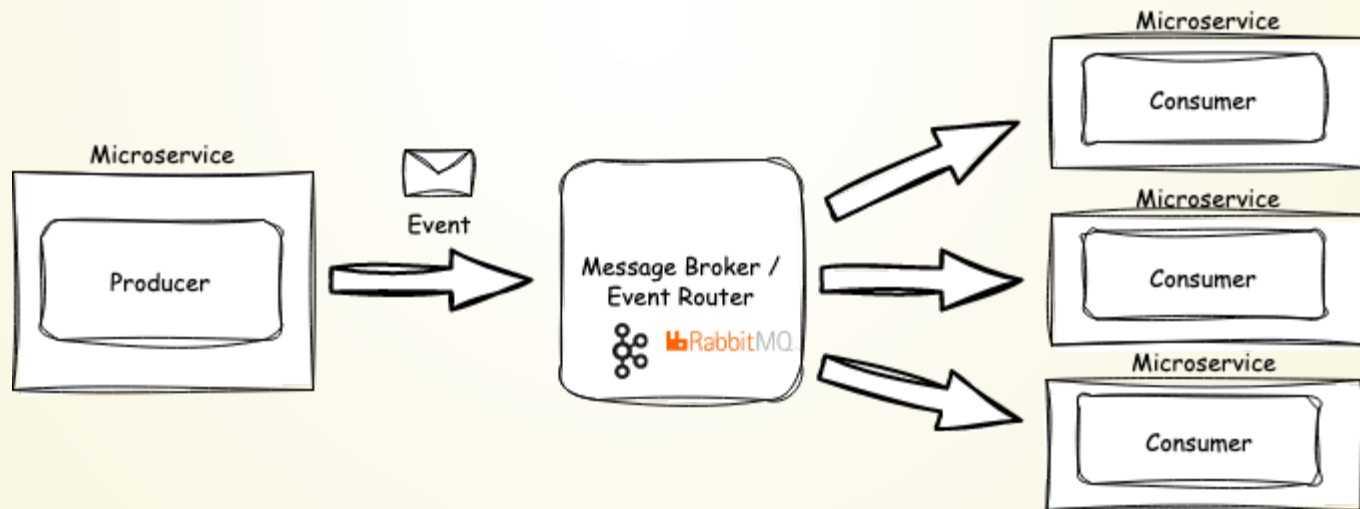 Microservice
Producer
Event
Message Broker /
Event Router
RabbitMQ
Microservice
Consumer
Microservice
Consumer
Microservice
Consumer